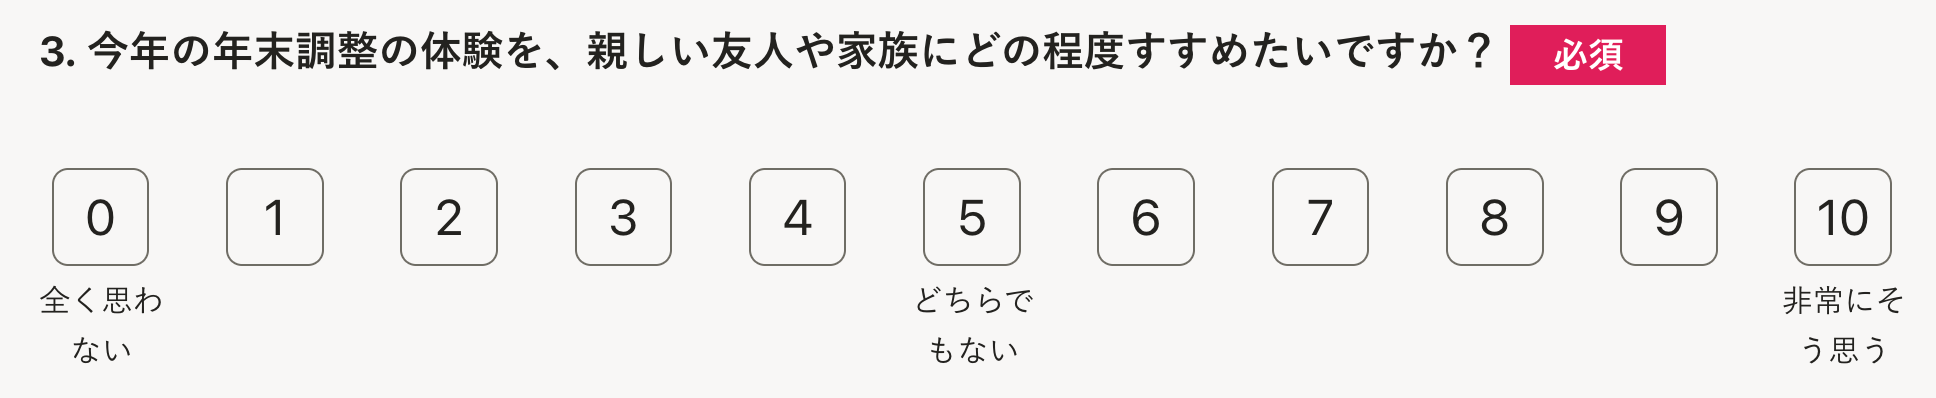 3. 今年の年末調整の体験を、親しい友人や家族にどの程度すすめたいですか？ 必須
0 1 2 3 4 5 6 7 8 9 10
全く思わ どちらで 非常にそ
ない もない う思う